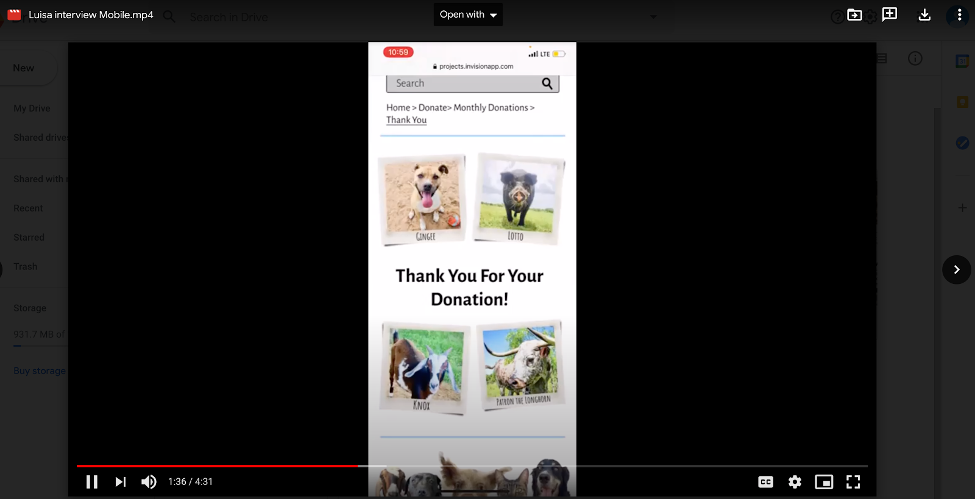 Luisa interview Mobile.mp4
Search in Drive
Open with
New
My Drive
Shared drives
Shared with
Recent
Starred
Trash
Storage
931.7 MB of
Buy storage
10:59
LTE
projects.invisionapp.com
Search
Home > Donate> Monthly Donations >
Thank You
GINGER
LOTTO
Thank You For Your
Donation!
KNOX
PATRON THE LONGHORN
1:36 / 4:31
CC